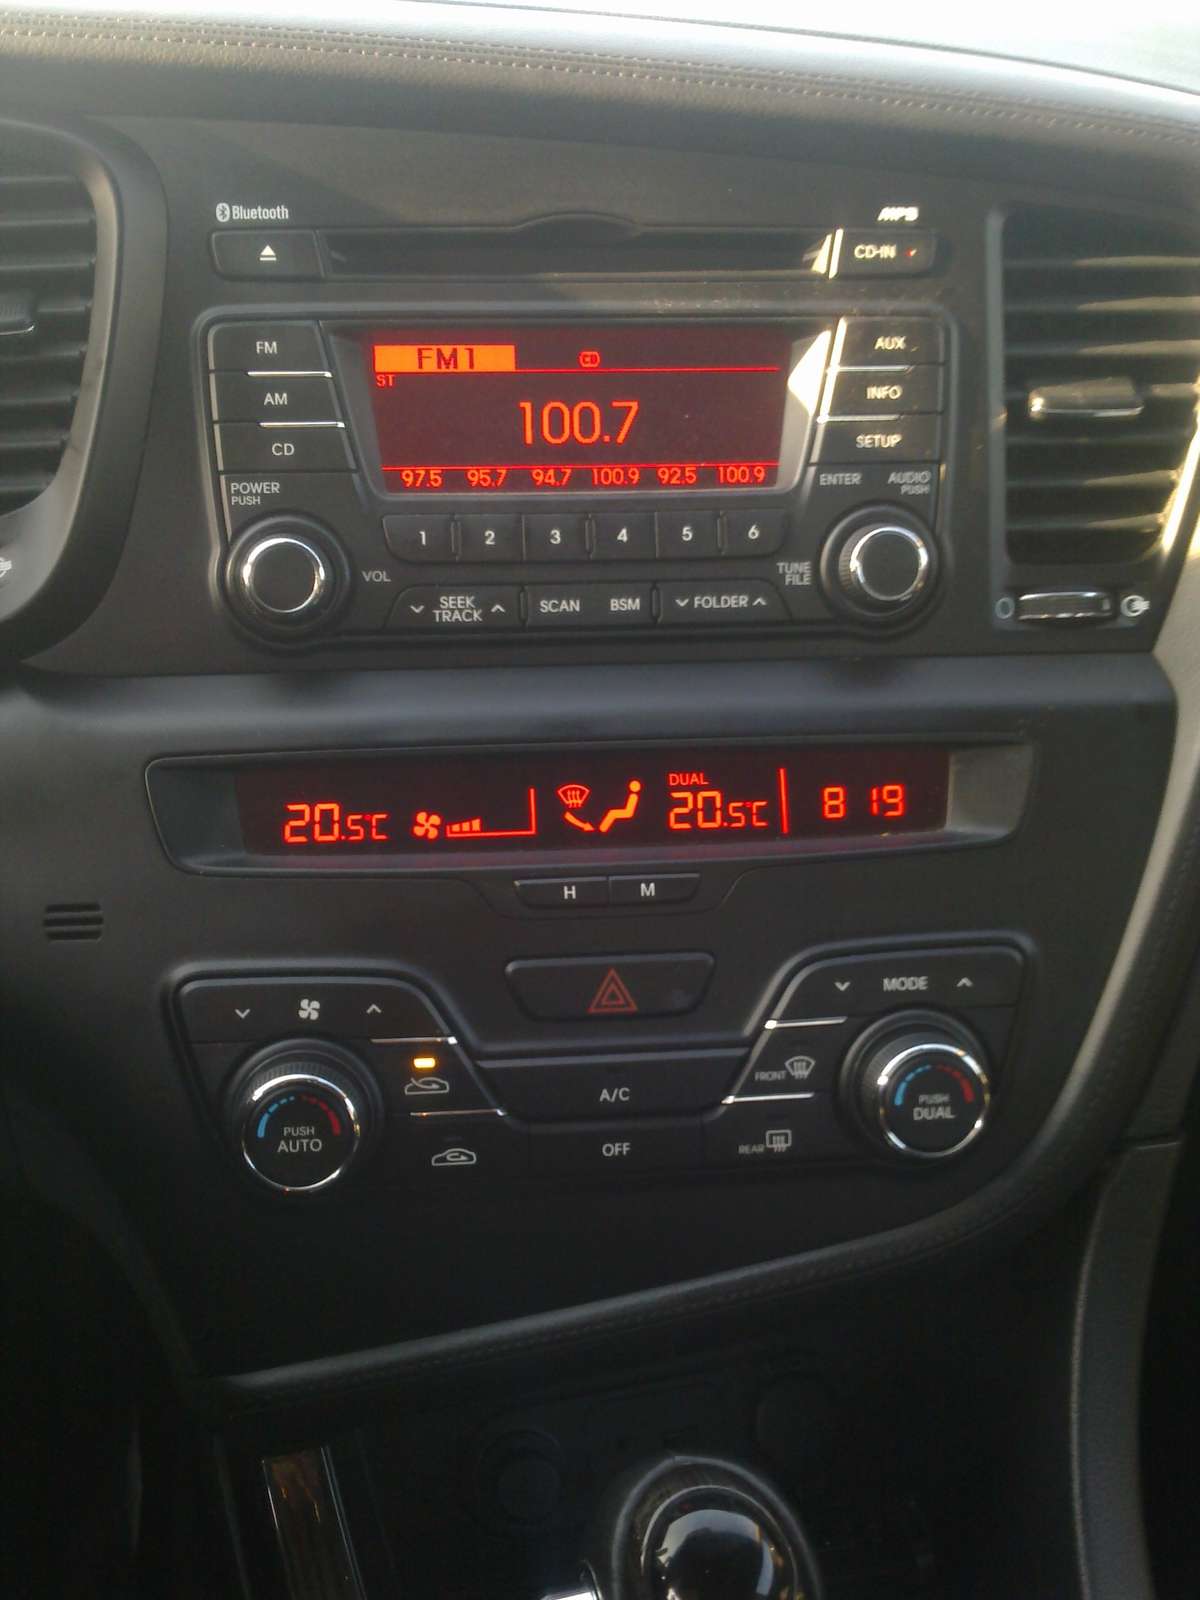 Bluetooth
MP3
CD-IN
FM
FM1
CD
AUX
ST
AM
100.7
INFO
CD
SETUP
97.5 95.7 94.7 100.9 92.5 100.9
POWER
PUSH
ENTER
AUDIO
PUSH
1 2 3 4 5 6
VOL
TUNE
FILE
SEEK
TRACK
SCAN
BSM
FOLDER
20.5°C
DUAL
20.5°C
8 19
H M
MODE
FRONT
A/C
PUSH
AUTO
PUSH
DUAL
OFF
REAR